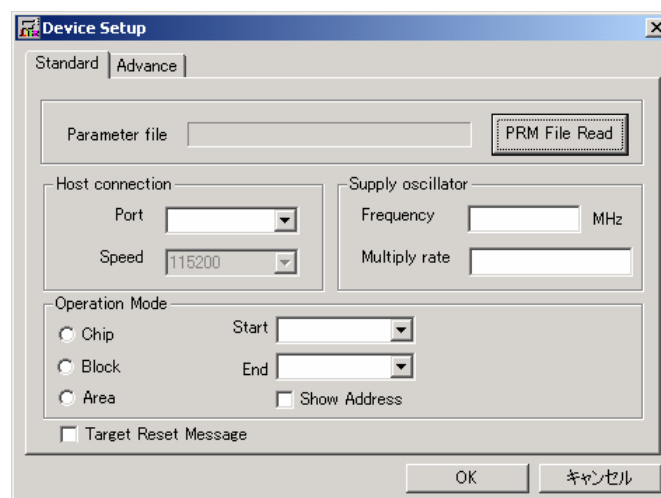 Device Setup
Standard Advance
Parameter file PRM File Read
Host connection Supply oscillator
Port Frequency MHz
Speed 115200 Multiply rate
Operation Mode
Chip Start
Block End
Area Show Address
Target Reset Message
OK キャンセル